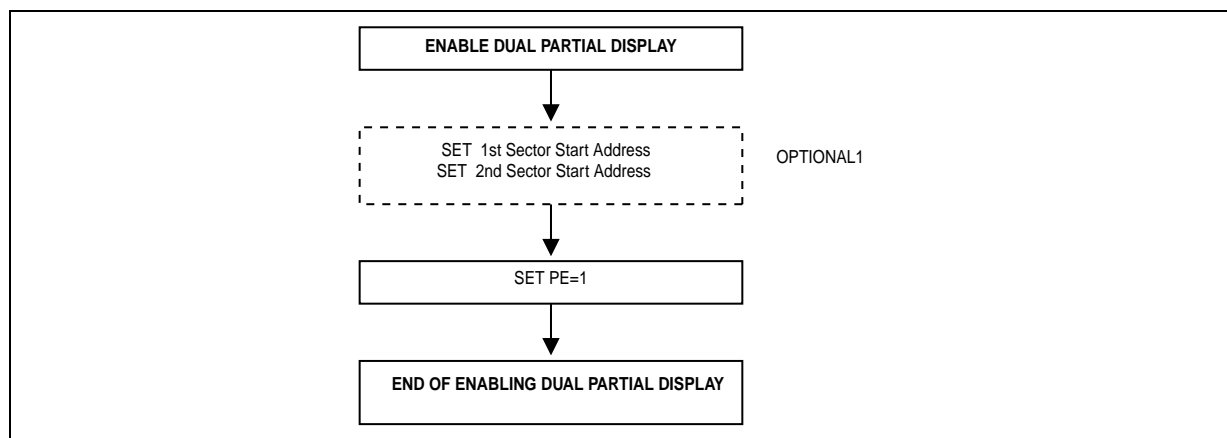 ENABLE DUAL PARTIAL DISPLAY
SET 1st Sector Start Address
SET 2nd Sector Start Address
OPTIONAL1
SET PE=1
END OF ENABLING DUAL PARTIAL DISPLAY